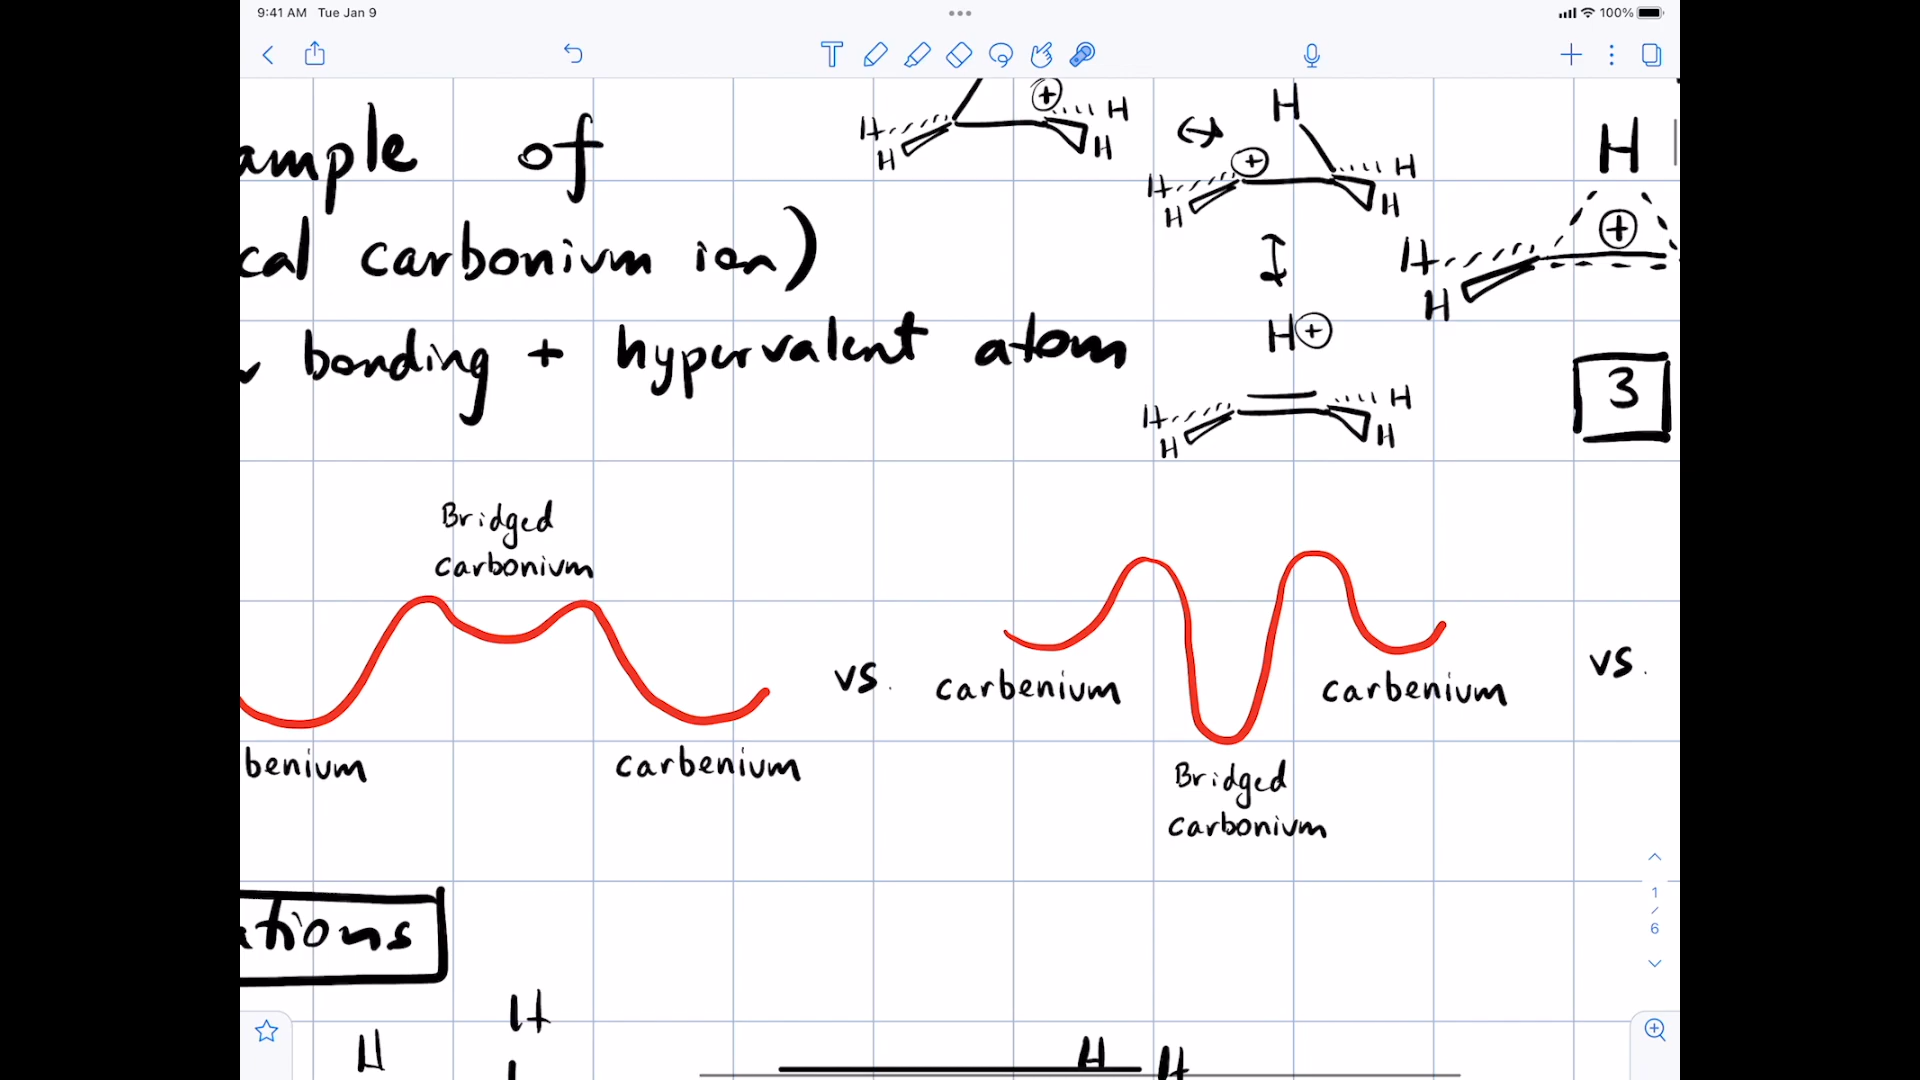 9:41 AM Tue Jan 9
100%
H H H
⊕
H H
↔
H
⊕
H H
H H
H
⊕
H
H
ample of
cal carbonium ion)
bonding + hypervalent atom
H⊕
H H
H H
3
Bridged
carbonium
benium
carbenium
vs.
carbenium
carbenium
Bridged
carbonium
vs.
ations
H
H
H H
1
/
6